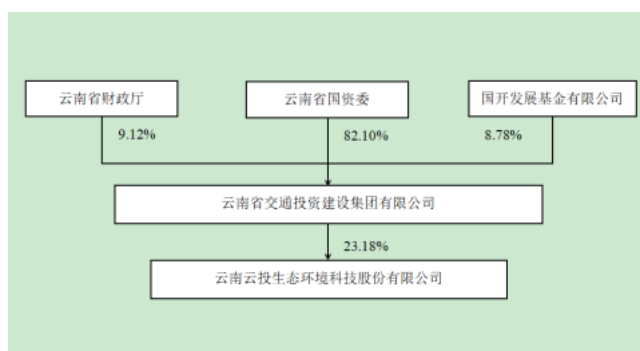 云南省财政厅
云南省国资委
国开发展基金有限公司
9.12%
82.10%
8.78%
云南省交通投资建设集团有限公司
23.18%
云南云投生态环境科技股份有限公司